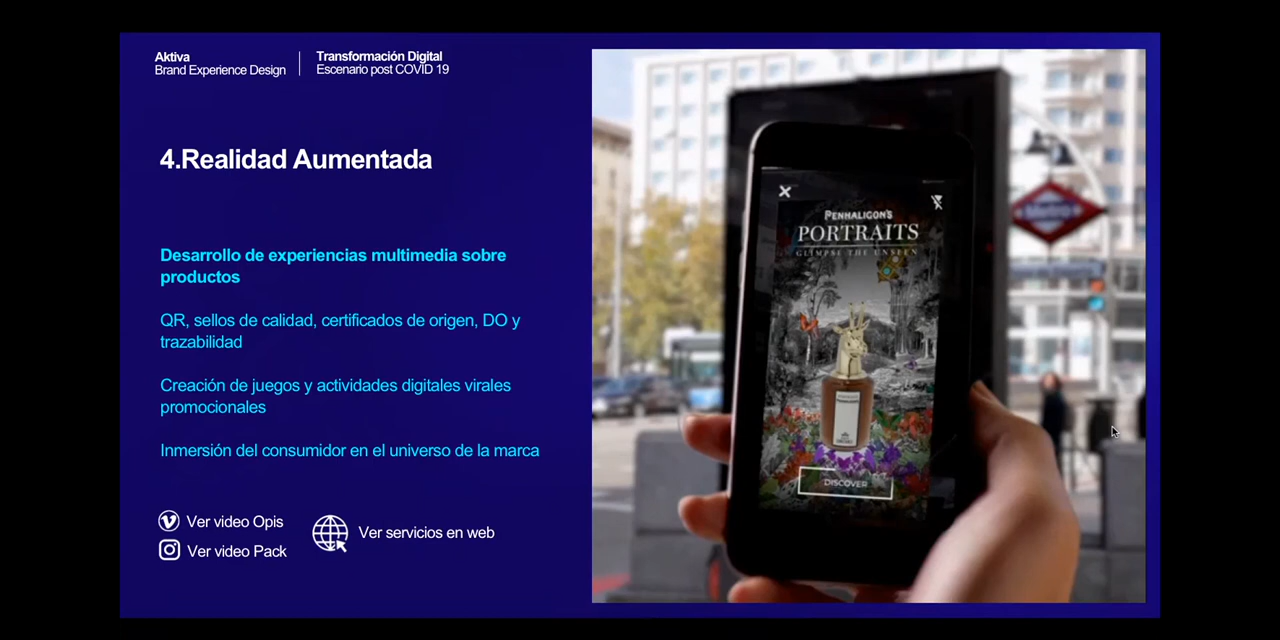 Aktiva
Brand Experience Design
Transformación Digital
Escenario post COVID 19
4.Realidad Aumentada
Desarrollo de experiencias multimedia sobre
productos
QR, sellos de calidad, certificados de origen, DO y
trazabilidad
Creación de juegos y actividades digitales virales
promocionales
Inmersión del consumidor en el universo de la marca
Ver video Opis
Ver video Pack
Ver servicios en web
PENHALIGON'S
PORTRAITS
GLIMPSE THE UNSEEN
DISCOVER
Metro